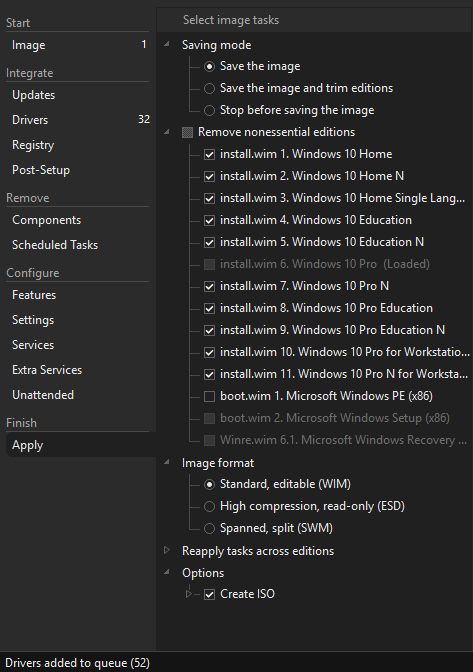 Start
Image 1
Integrate
Updates
Drivers 32
Registry
Post-Setup
Remove
Components
Scheduled Tasks
Configure
Features
Settings
Services
Extra Services
Unattended
Finish
Apply
Select image tasks
Saving mode
Save the image
Save the image and trim editions
Stop before saving the image
Remove nonessential editions
install.wim 1. Windows 10 Home
install.wim 2. Windows 10 Home N
install.wim 3. Windows 10 Home Single Lang...
install.wim 4. Windows 10 Education
install.wim 5. Windows 10 Education N
install.wim 6. Windows 10 Pro (Loaded)
install.wim 7. Windows 10 Pro N
install.wim 8. Windows 10 Pro Education
install.wim 9. Windows 10 Pro Education N
install.wim 10. Windows 10 Pro for Workstatio...
install.wim 11. Windows 10 Pro N for Worksta...
boot.wim 1. Microsoft Windows PE (x86)
boot.wim 2. Microsoft Windows Setup (x86)
Winre.wim 6.1. Microsoft Windows Recovery ...
Image format
Standard, editable (WIM)
High compression, read-only (ESD)
Spanned, split (SWM)
Reapply tasks across editions
Options
Create ISO
Drivers added to queue (52)